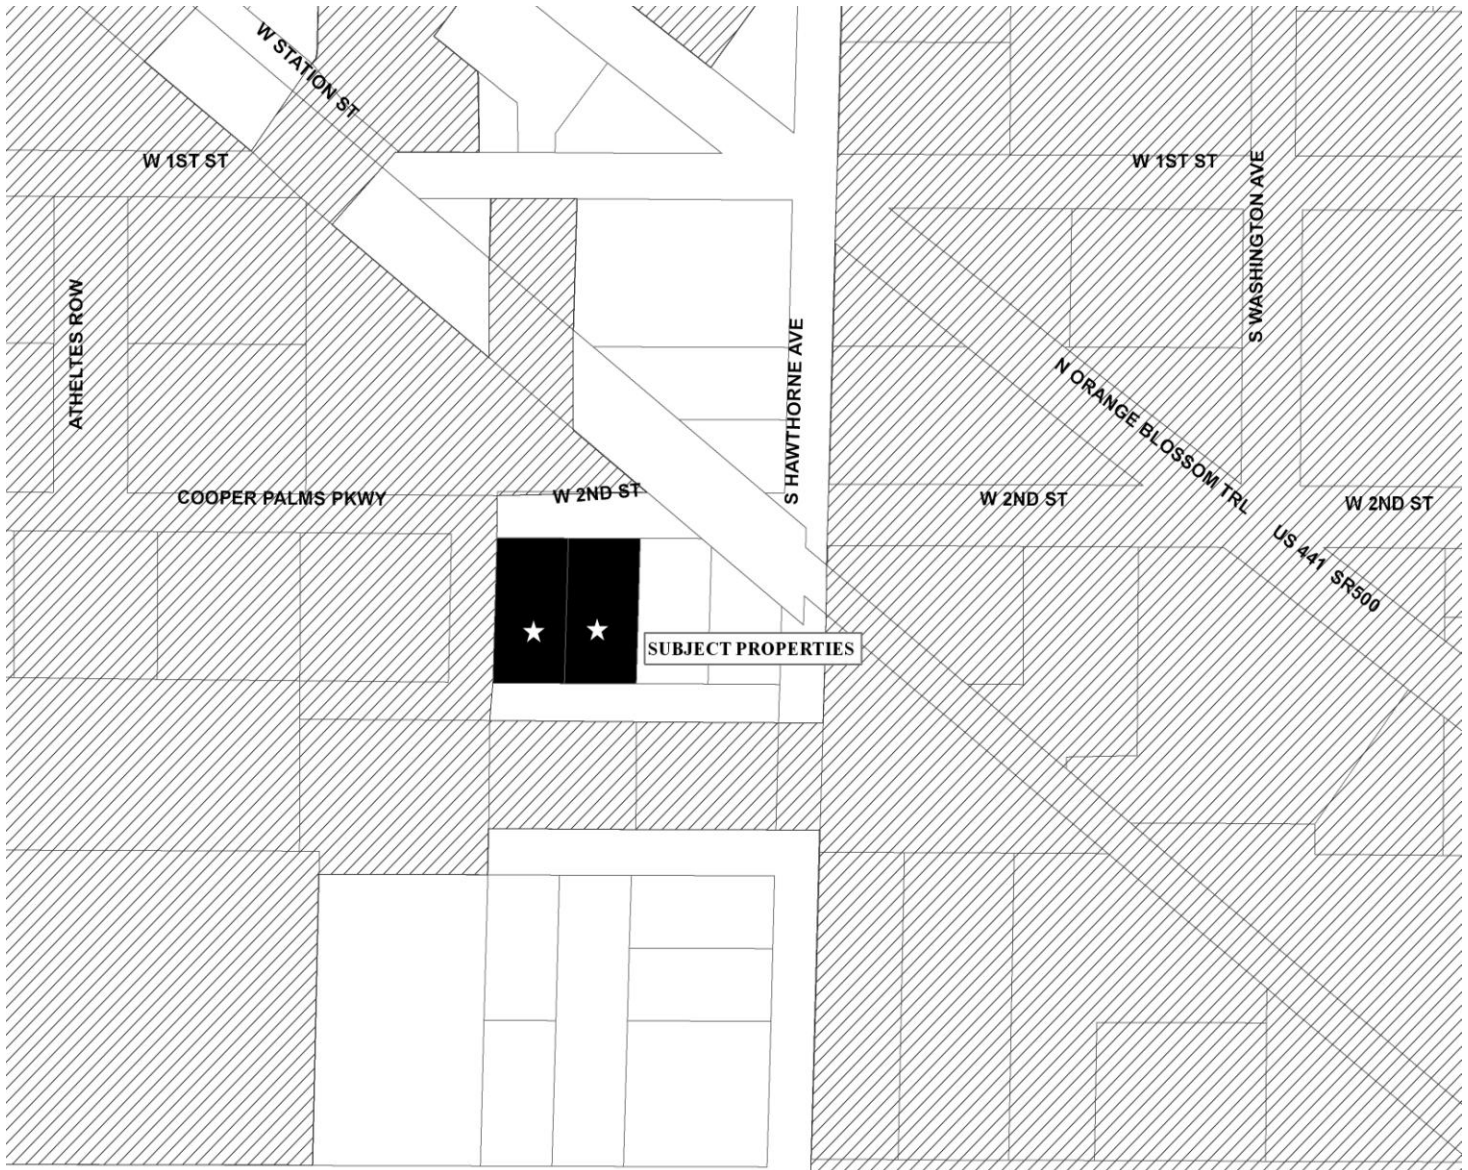 W STATION ST
W 1ST ST
W 1ST ST
S WASHINGTON AVE
ATHELTES ROW
S HAWTHORNE AVE
N ORANGE BLOSSOM TRL
COOPER PALMS PKWY
W 2ND ST
W 2ND ST
W 2ND ST
US 441 SR500
SUBJECT PROPERTIES